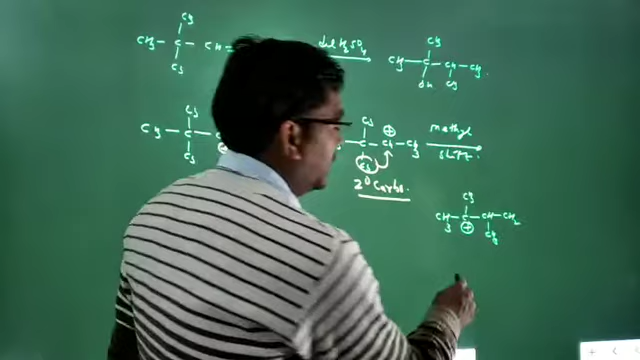 CH3 CH3
CH3 - C - CH = dil H2SO4 CH3 - C - CH - CH3
CH3 OH CH3
CH3 CH3 ⊕
CH3 - C - C - CH - CH3 methyl
CH3 CH3 shift
2° Carbo.
CH3
CH3 - C - CH - CH3
⊕ CH3